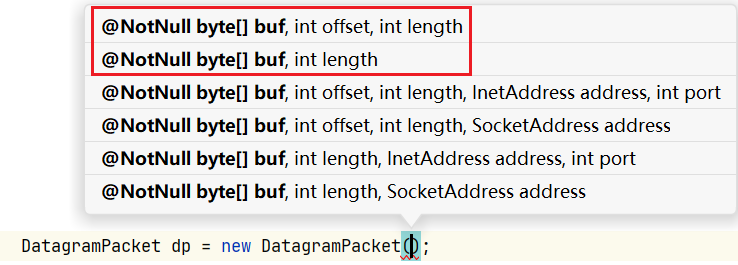 @NotNull byte[] buf, int offset, int length
@NotNull byte[] buf, int length
@NotNull byte[] buf, int offset, int length, InetAddress address, int port
@NotNull byte[] buf, int offset, int length, SocketAddress address
@NotNull byte[] buf, int length, InetAddress address, int port
@NotNull byte[] buf, int length, SocketAddress address
DatagramPacket dp = new DatagramPacket();